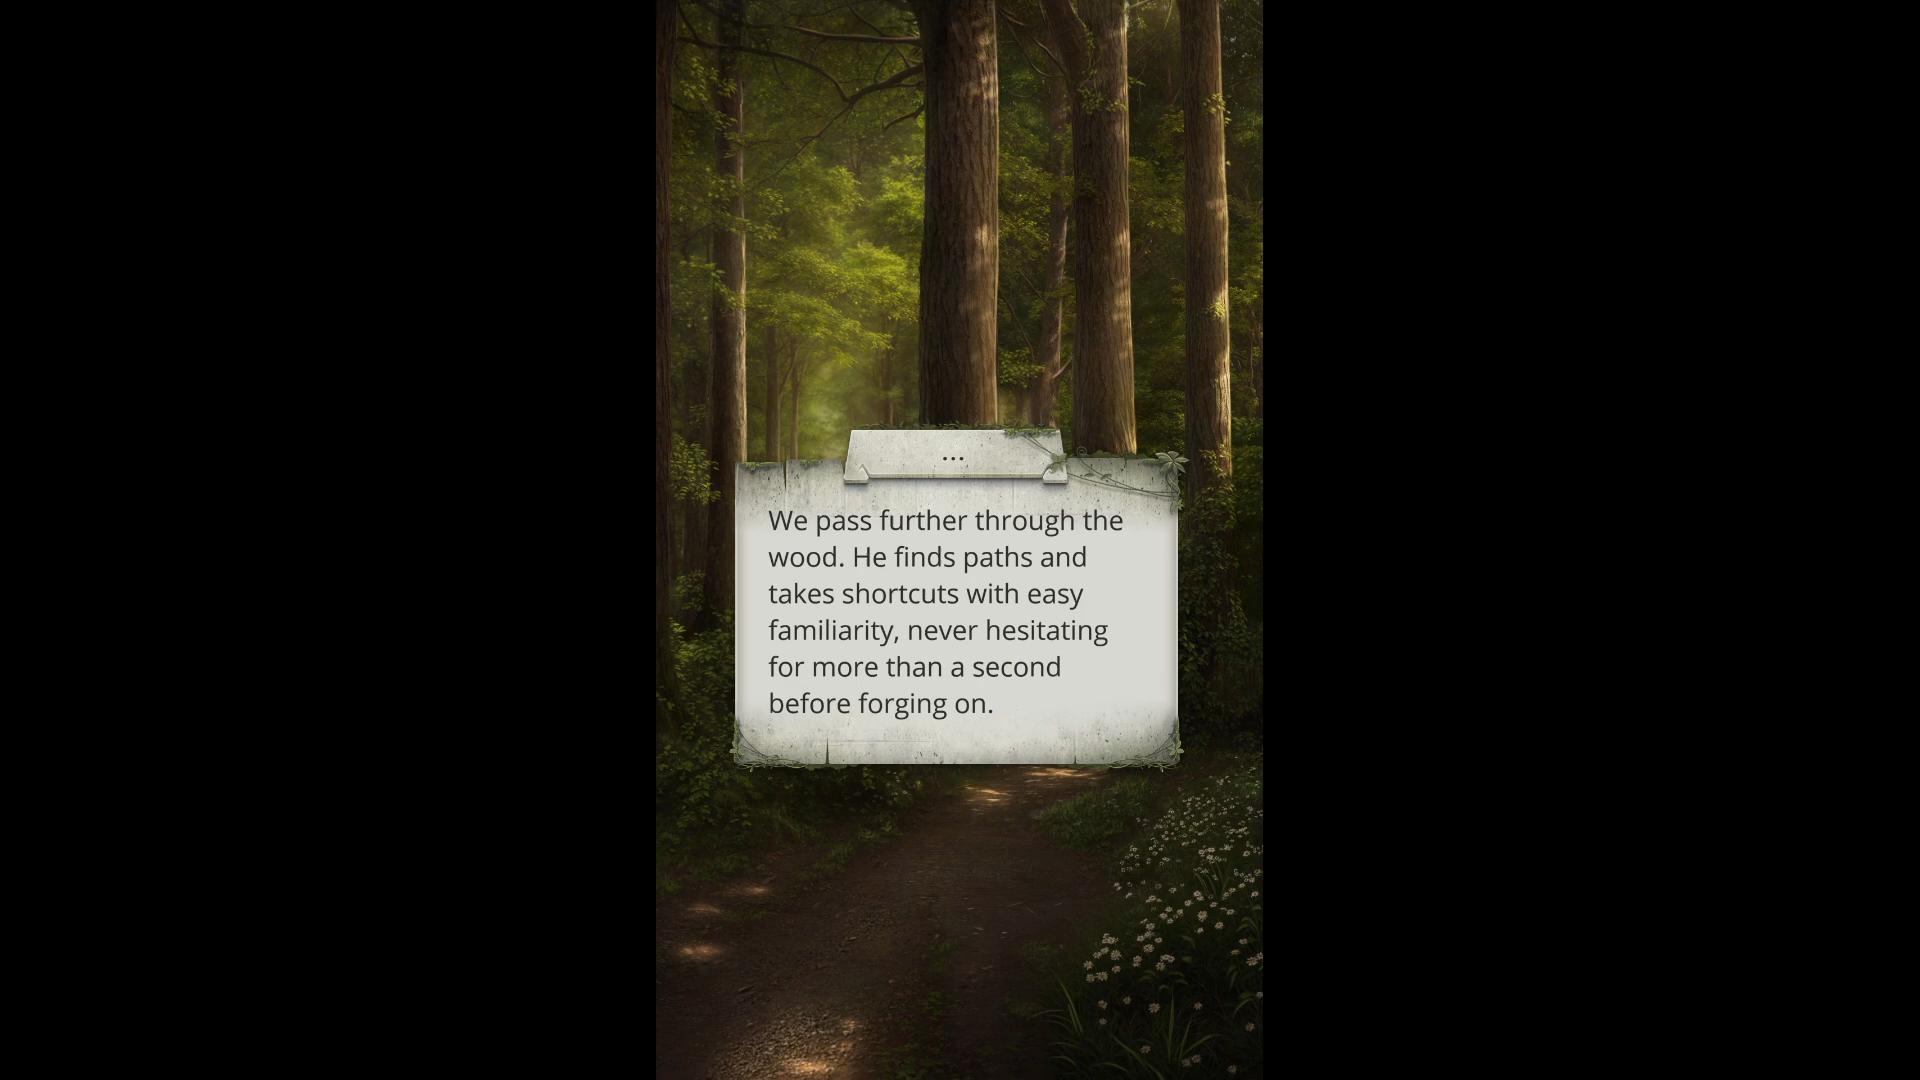 ...
We pass further through the
wood. He finds paths and
takes shortcuts with easy
familiarity, never hesitating
for more than a second
before forging on.